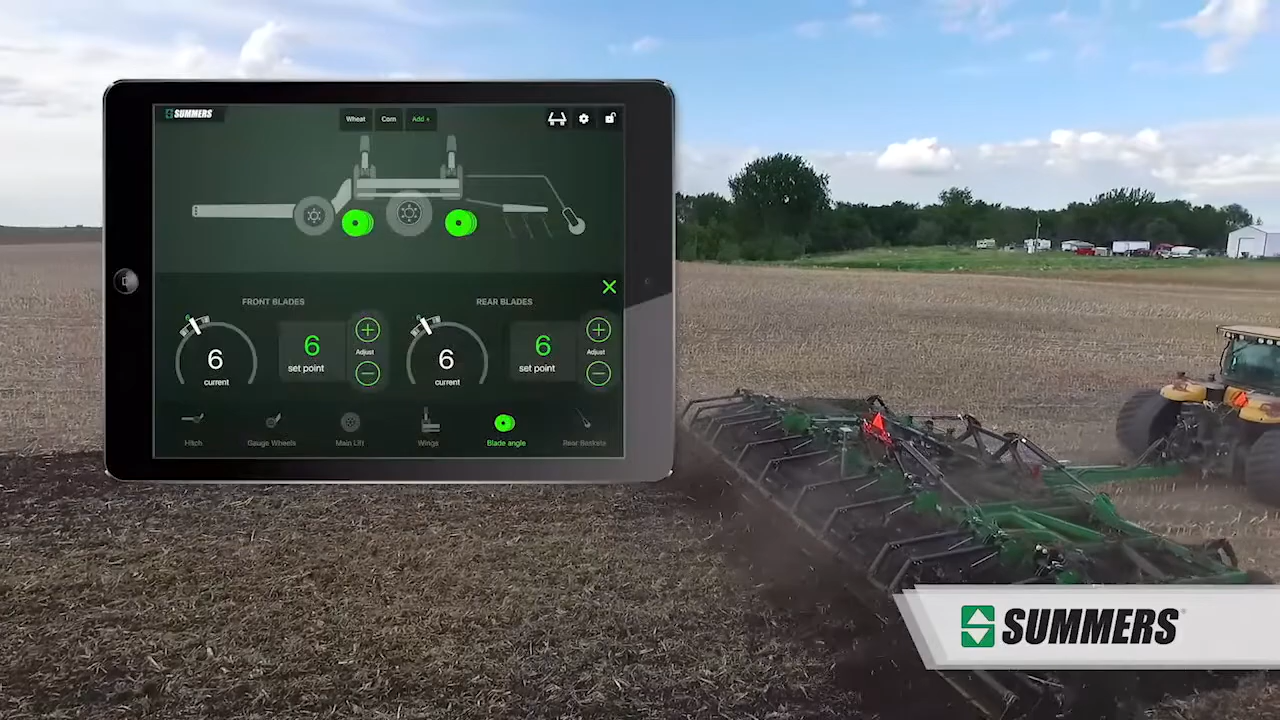 SUMMERS
Wheat Corn Add +
FRONT BLADES
REAR BLADES
6
current
6
set point
Adjust
6
current
6
set point
Adjust
Hitch
Gauge Wheels
Main Lift
Wings
Blade angle
Rear Baskets
SUMMERS